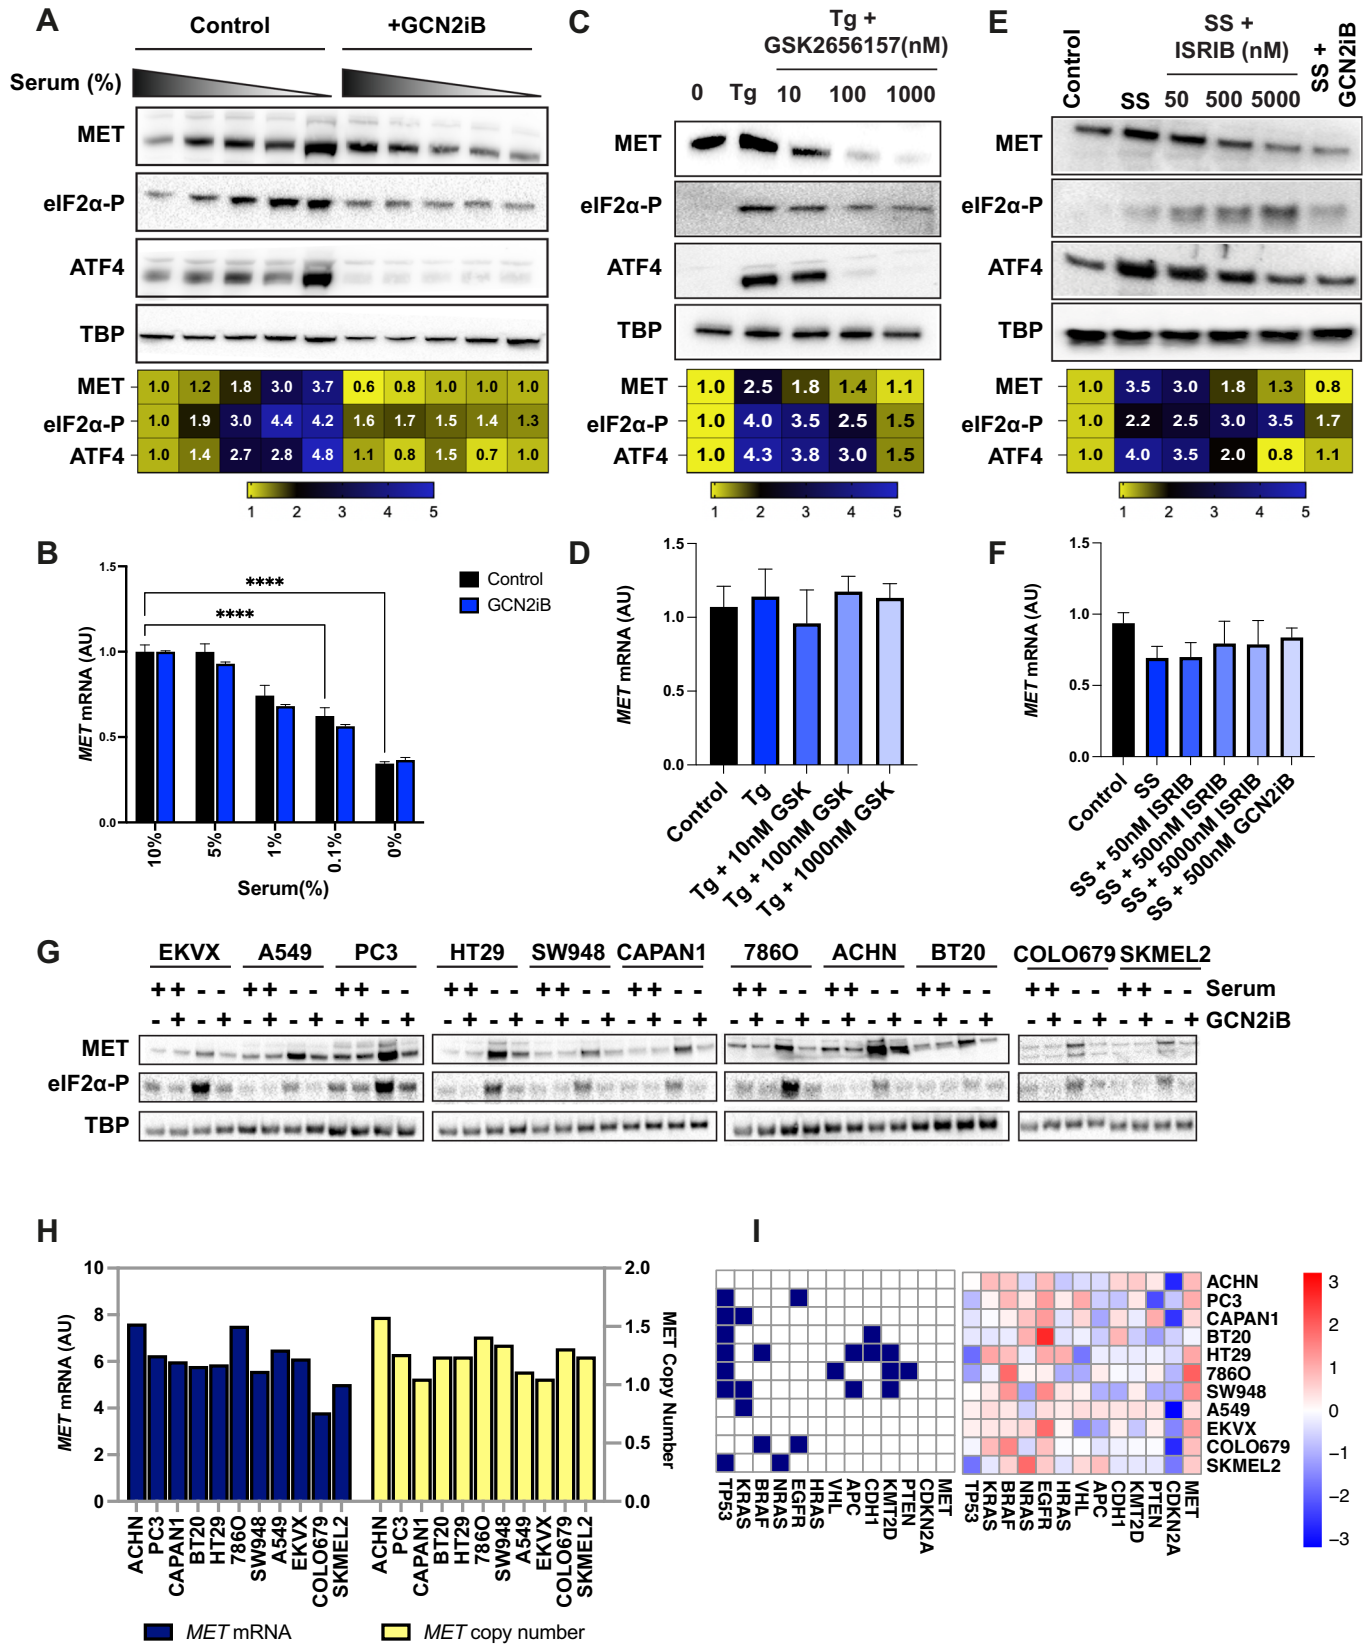 A
Control
+GCN2iB
Serum (%)
MET
eIF2α-P
ATF4
TBP
MET 1.0 1.2 1.8 3.0 3.7 0.6 0.8 1.0 1.0 1.0
eIF2α-P 1.0 1.9 3.0 4.4 4.2 1.6 1.7 1.5 1.4 1.3
ATF4 1.0 1.4 2.7 2.8 4.8 1.1 0.8 1.5 0.7 1.0
1 2 3 4 5
C
Tg +
GSK2656157(nM)
0 Tg 10 100 1000
MET
eIF2α-P
ATF4
TBP
MET 1.0 2.5 1.8 1.4 1.1
eIF2α-P 1.0 4.0 3.5 2.5 1.5
ATF4 1.0 4.3 3.8 3.0 1.5
1 2 3 4 5
E
Control
SS
SS +
ISRIB (nM)
50 500 5000
SS +
GCN2iB
MET
eIF2α-P
ATF4
TBP
MET 1.0 3.5 3.0 1.8 1.3 0.8
eIF2α-P 1.0 2.2 2.5 3.0 3.5 1.7
ATF4 1.0 4.0 3.5 2.0 0.8 1.1
1 2 3 4 5
B
MET mRNA (AU)
1.5
1.0
0.5
0.0
****
****
Control
GCN2iB
10% 5% 1% 0.1% 0%
Serum(%)
D
MET mRNA (AU)
1.5
1.0
0.5
0.0
Control
Tg
Tg + 10nM GSK
Tg + 100nM GSK
Tg + 1000nM GSK
F
MET mRNA (AU)
1.5
1.0
0.5
0.0
Control
SS
SS + 50nM ISRIB
SS + 500nM ISRIB
SS + 5000nM ISRIB
SS + 500nM GCN2iB
G
EKVX A549 PC3 HT29 SW948 CAPAN1 786O ACHN BT20 COLO679 SKMEL2
+ + - - + + - - + + - - + + - - + + - - + + - - + + - - + + - - + + - - + + - - + + - - Serum
- + - + - + - + - + - + - + - + - + - + - + - + - + - + - + - + - + - + - + - + - + - + GCN2iB
MET
eIF2α-P
TBP
H
MET mRNA (AU)
10
8
6
4
2
0
ACHN
PC3
CAPAN1
BT20
HT29
786O
SW948
A549
EKVX
COLO679
SKMEL2
ACHN
PC3
CAPAN1
BT20
HT29
786O
SW948
A549
EKVX
COLO679
SKMEL2
2.0
1.5
1.0
0.5
0.0
MET Copy Number
MET mRNA
MET copy number
I
TP53
KRAS
BRAF
NRAS
EGFR
HRAS
VHL
APC
CDH1
KMT2D
PTEN
CDKN2A
MET
TP53
KRAS
BRAF
NRAS
EGFR
HRAS
VHL
APC
CDH1
KMT2D
PTEN
CDKN2A
MET
ACHN
PC3
CAPAN1
BT20
HT29
786O
SW948
A549
EKVX
COLO679
SKMEL2
3
2
1
0
−1
−2
−3